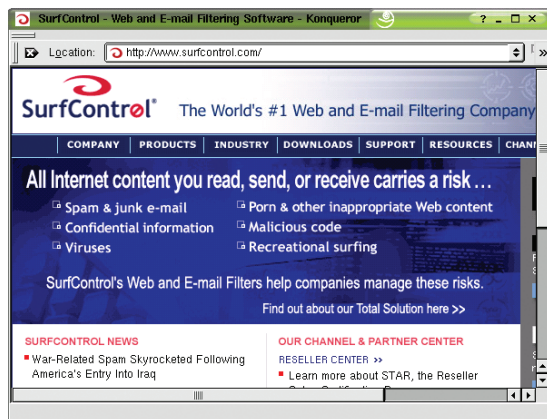 SurfControl - Web and E-mail Filtering Software - Konqueror
Location: http://www.surfcontrol.com/
SurfControl® The World's #1 Web and E-mail Filtering Company
COMPANY PRODUCTS INDUSTRY DOWNLOADS SUPPORT RESOURCES CHAN
All Internet content you read, send, or receive carries a risk ...
Spam & junk e-mail
Confidential information
Viruses
Porn & other inappropriate Web content
Malicious code
Recreational surfing
SurfControl's Web and E-mail Filters help companies manage these risks.
Find out about our Total Solution here >>
SURFCONTROL NEWS
War-Related Spam Skyrocketed Following
America's Entry Into Iraq
OUR CHANNEL & PARTNER CENTER
RESELLER CENTER >>
Learn more about STAR, the Reseller